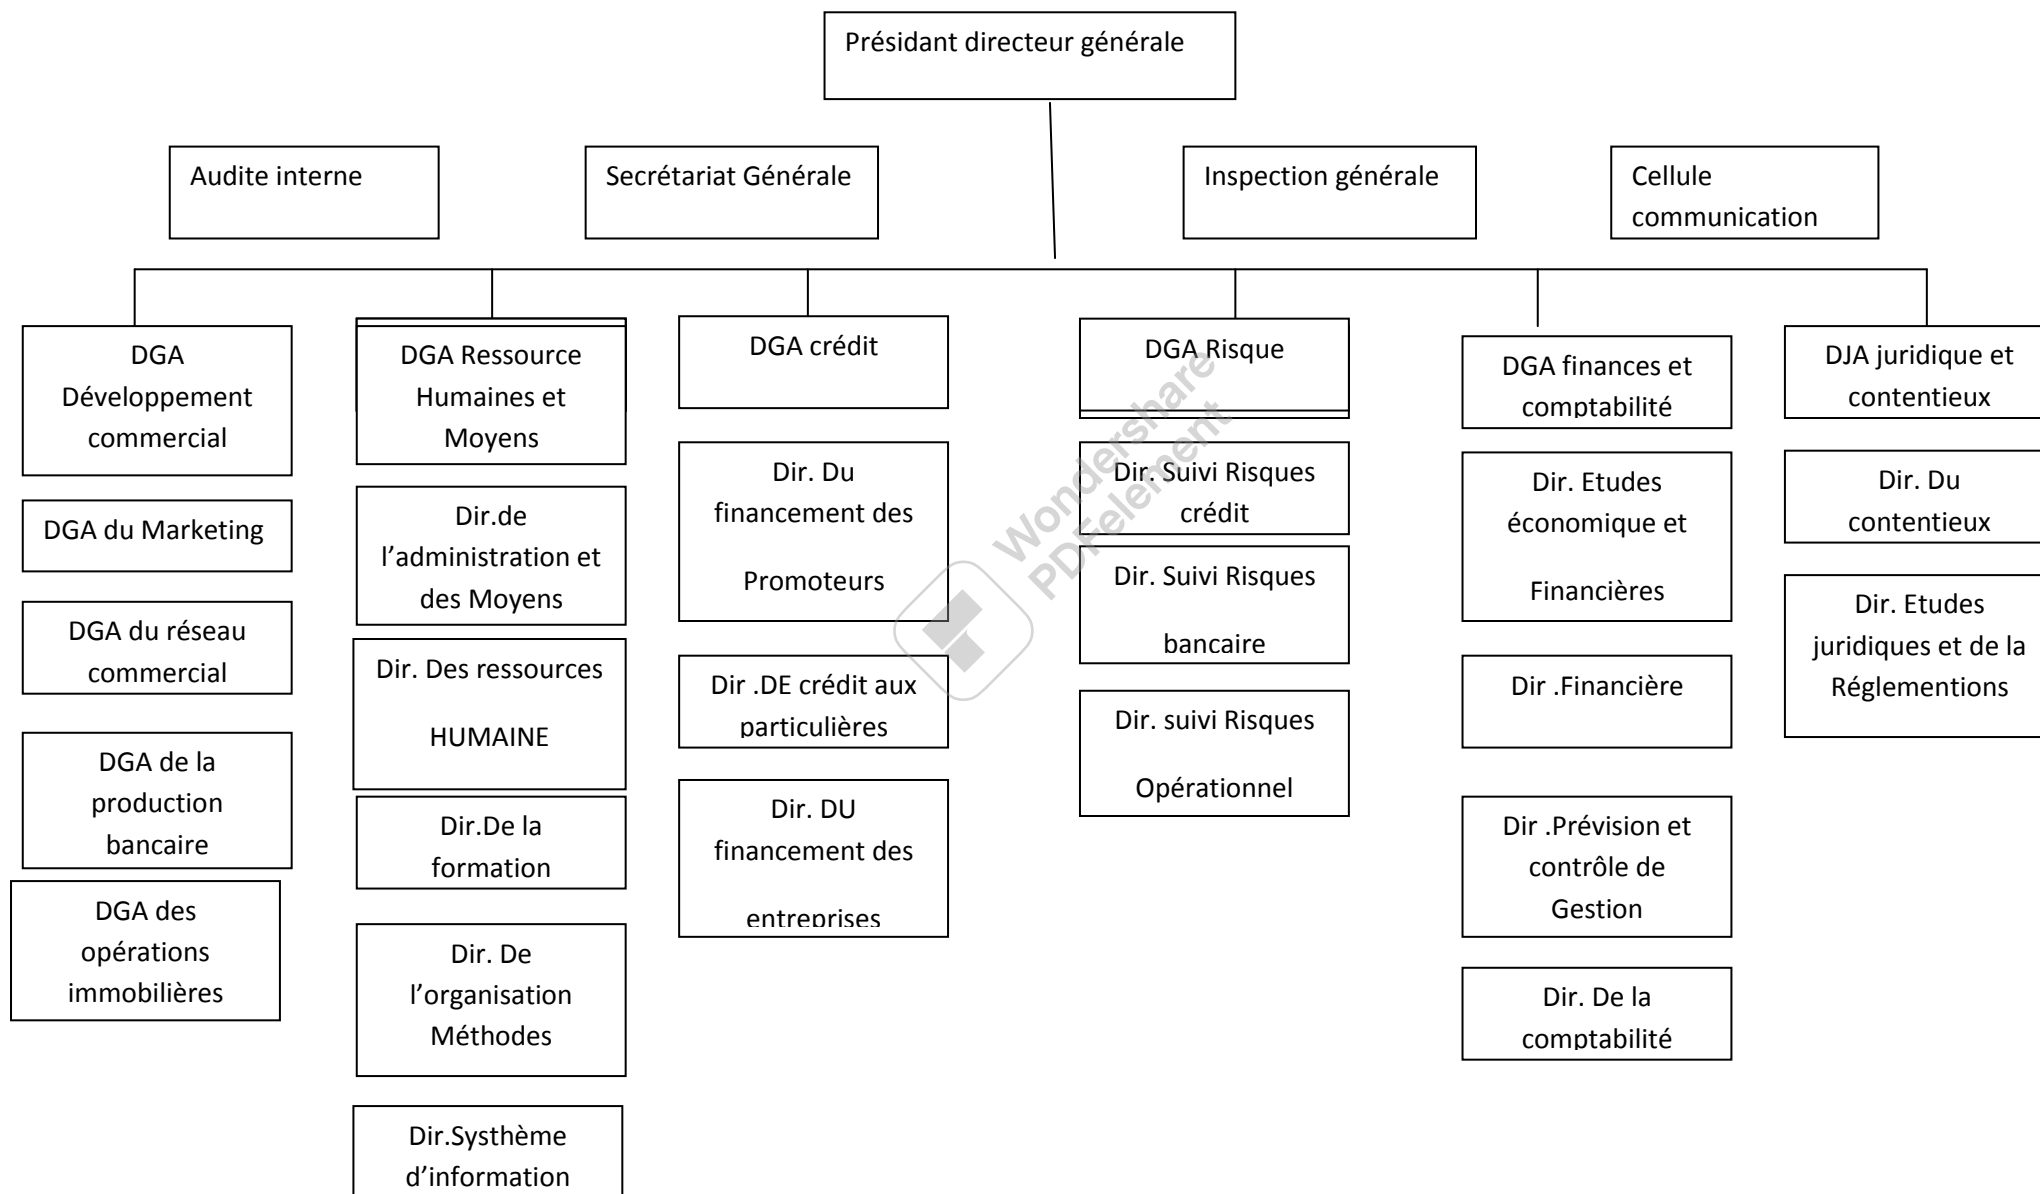 Présidant directeur générale
Audite interne
Secrétariat Générale
Inspection générale
Cellule
communication
DGA
Développement
commercial
DGA du Marketing
DGA du réseau
commercial
DGA de la
production
bancaire
DGA des
opérations
immobilières
DGA Ressource
Humaines et
Moyens
Dir.de
l’administration et
des Moyens
Dir. Des ressources
HUMAINE
Dir.De la
formation
Dir. De
l’organisation
Méthodes
Dir.Systhème
d’information
DGA crédit
Dir. Du
financement des
Promoteurs
Dir .DE crédit aux
particulières
Dir. DU
financement des
entreprises
DGA Risque
Dir. Suivi Risques
crédit
Dir. Suivi Risques
bancaire
Dir. suivi Risques
Opérationnel
DGA finances et
comptabilité
Dir. Etudes
économique et
Financières
Dir .Financière
Dir .Prévision et
contrôle de
Gestion
Dir. De la
comptabilité
DJA juridique et
contentieux
Dir. Du
contentieux
Dir. Etudes
juridiques et de la
Réglementions
Wondershare
PDFelement